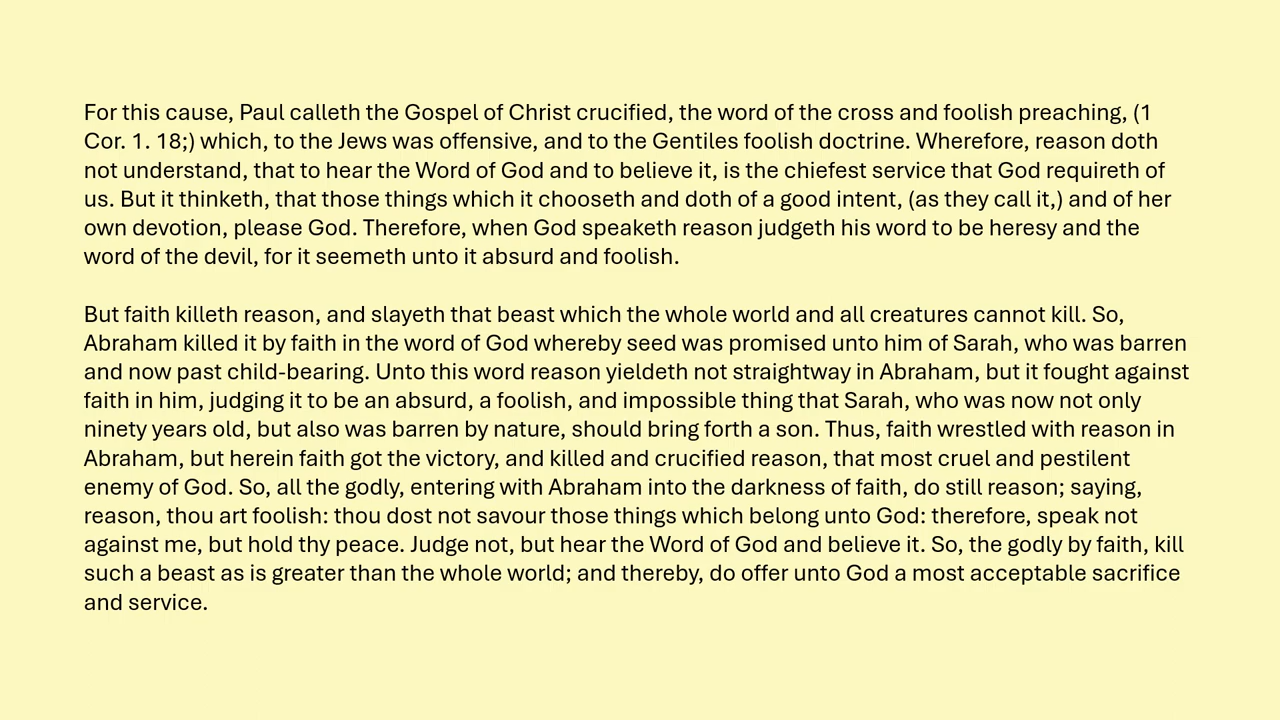 For this cause, Paul calleth the Gospel of Christ crucified, the word of the cross and foolish preaching, (1
Cor. 1. 18;) which, to the Jews was offensive, and to the Gentiles foolish doctrine. Wherefore, reason doth
not understand, that to hear the Word of God and to believe it, is the chiefest service that God requireth of
us. But it thinketh, that those things which it chooseth and doth of a good intent, (as they call it,) and of her
own devotion, please God. Therefore, when God speaketh reason judgeth his word to be heresy and the
word of the devil, for it seemeth unto it absurd and foolish.

But faith killeth reason, and slayeth that beast which the whole world and all creatures cannot kill. So,
Abraham killed it by faith in the word of God whereby seed was promised unto him of Sarah, who was barren
and now past child-bearing. Unto this word reason yieldeth not straightway in Abraham, but it fought against
faith in him, judging it to be an absurd, a foolish, and impossible thing that Sarah, who was now not only
ninety years old, but also was barren by nature, should bring forth a son. Thus, faith wrestled with reason in
Abraham, but herein faith got the victory, and killed and crucified reason, that most cruel and pestilent
enemy of God. So, all the godly, entering with Abraham into the darkness of faith, do still reason; saying,
reason, thou art foolish: thou dost not savour those things which belong unto God: therefore, speak not
against me, but hold thy peace. Judge not, but hear the Word of God and believe it. So, the godly by faith, kill
such a beast as is greater than the whole world; and thereby, do offer unto God a most acceptable sacrifice
and service.